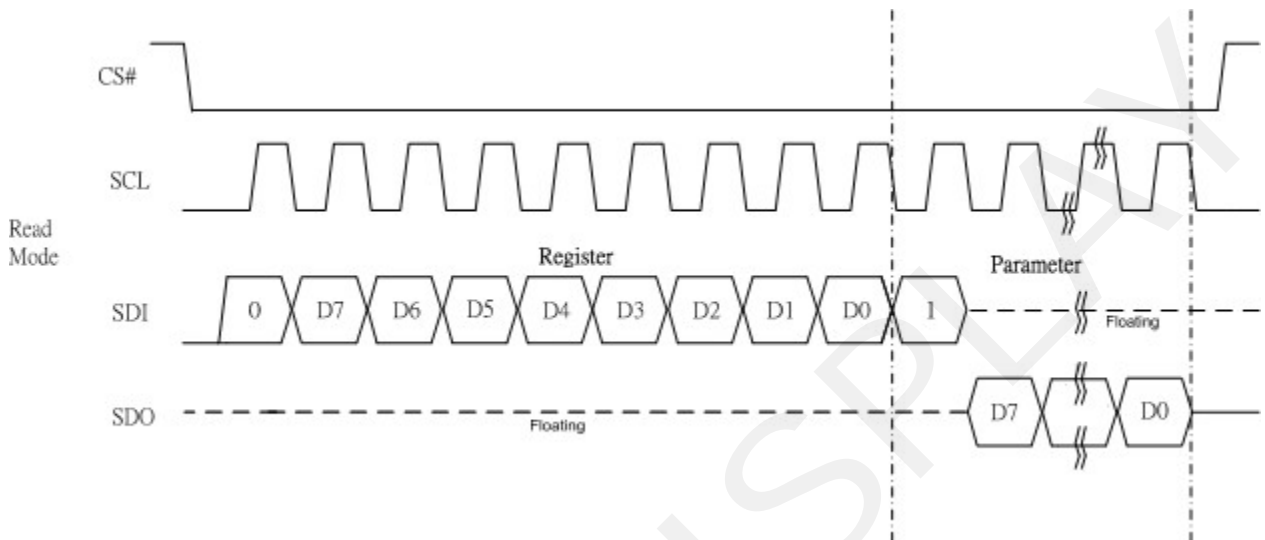 CS#
SCL
Read
Mode
Register
Parameter
SDI
0 D7 D6 D5 D4 D3 D2 D1 D0 1
Floating
SDO
Floating
D7 D0
SPLAY